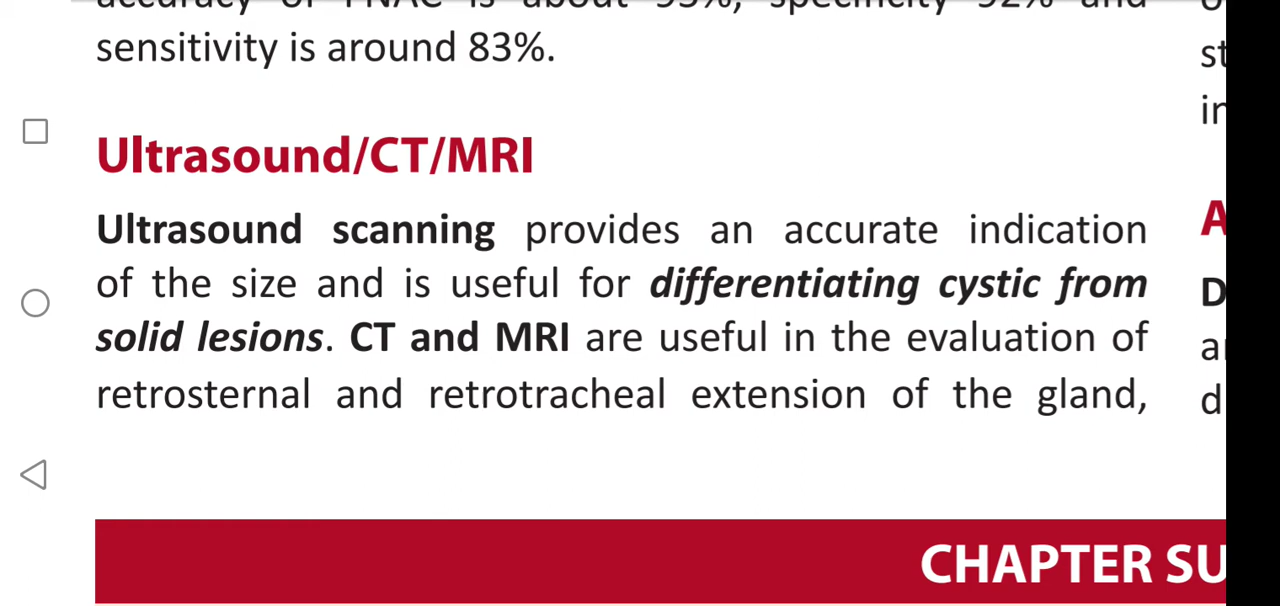 sensitivity is around 83%.
Ultrasound/CT/MRI
Ultrasound scanning provides an accurate indication
of the size and is useful for differentiating cystic from
solid lesions. CT and MRI are useful in the evaluation of
retrosternal and retrotracheal extension of the gland,
CHAPTER SU